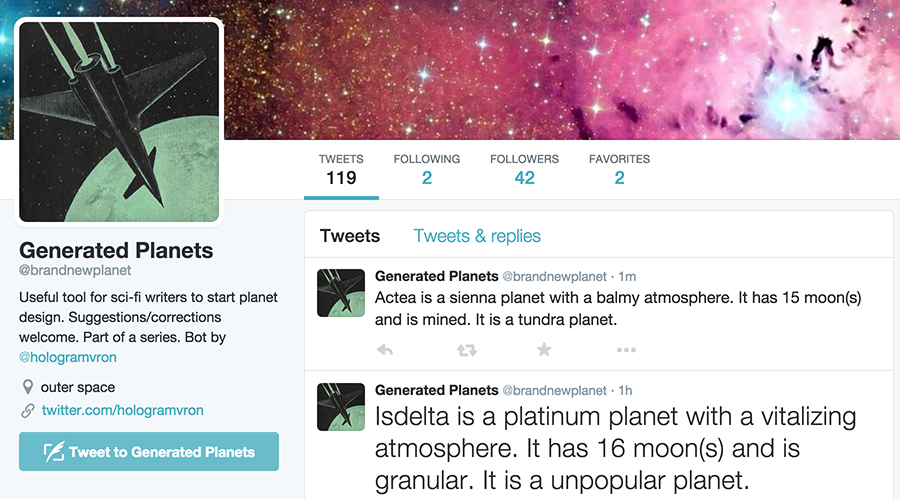 TWEETS FOLLOWING FOLLOWERS FAVORITES
119 2 42 2
Generated Planets
@brandnewplanet
Useful tool for sci-fi writers to start planet
design. Suggestions/corrections
welcome. Part of a series. Bot by
@hologramvron
outer space
twitter.com/hologramvron
Tweet to Generated Planets
Tweets Tweets & replies
Generated Planets @brandnewplanet · 1m
Actea is a sienna planet with a balmy atmosphere. It has 15 moon(s)
and is mined. It is a tundra planet.
Generated Planets @brandnewplanet · 1h
Isdelta is a platinum planet with a vitalizing
atmosphere. It has 16 moon(s) and is
granular. It is a unpopular planet.